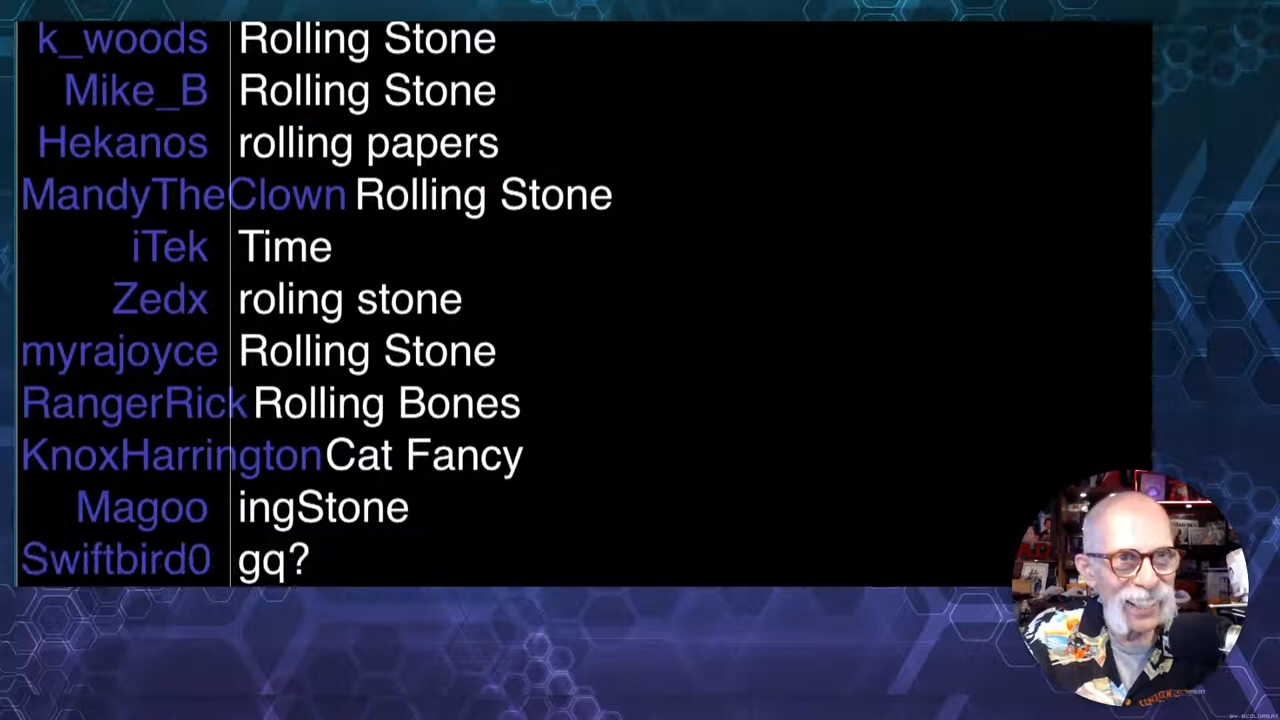 k_woods Rolling Stone
Mike_B Rolling Stone
Hekanos rolling papers
MandyTheClown Rolling Stone
iTek Time
Zedx roling stone
myrajoyce Rolling Stone
RangerRick Rolling Bones
KnoxHarrington Cat Fancy
Magoo ingStone
Swiftbird0 gq?